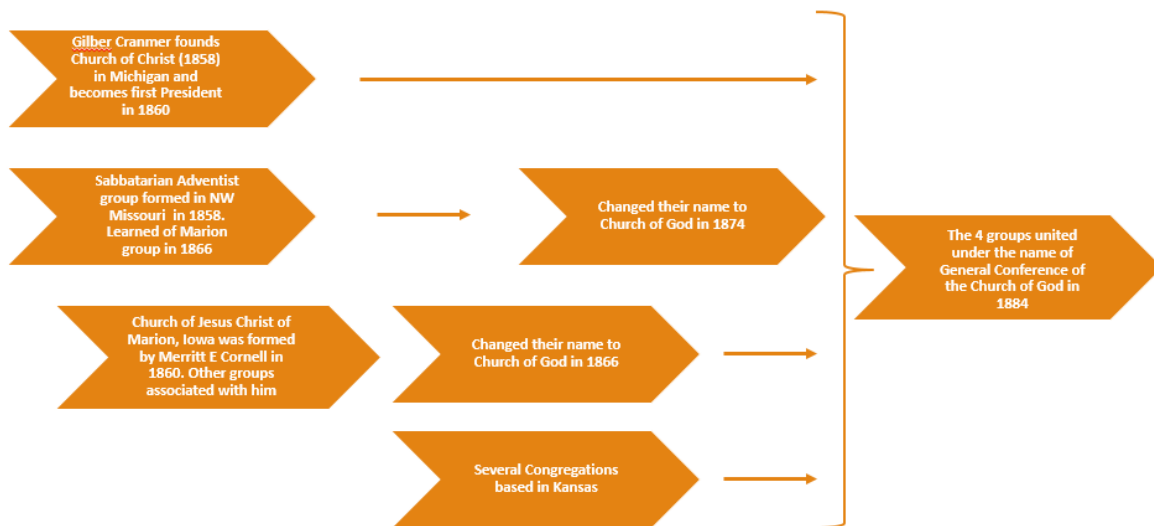 Gilber Cranmer founds
Church of Christ (1858)
in Michigan and
becomes first President
in 1860
Sabbatarian Adventist
group formed in NW
Missouri in 1858.
Learned of Marion
group in 1866
Changed their name to
Church of God in 1874
The 4 groups united
under the name of
General Conference of
the Church of God in
1884
Church of Jesus Christ of
Marion, Iowa was formed
by Merritt E Cornell in
1860. Other groups
associated with him
Changed their name to
Church of God in 1866
Several Congregations
based in Kansas